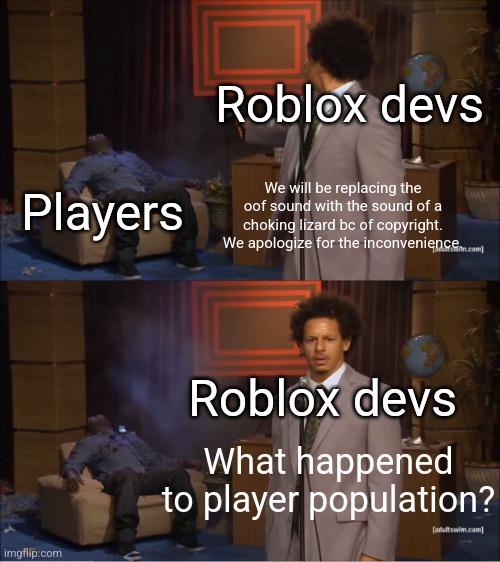 Roblox devs
We will be replacing the
oof sound with the sound of a
choking lizard bc of copyright.
We apologize for the inconvenience.
Players
[adultswim.com]
Roblox devs
What happened
to player population?
[adultswim.com]
imgflip.com